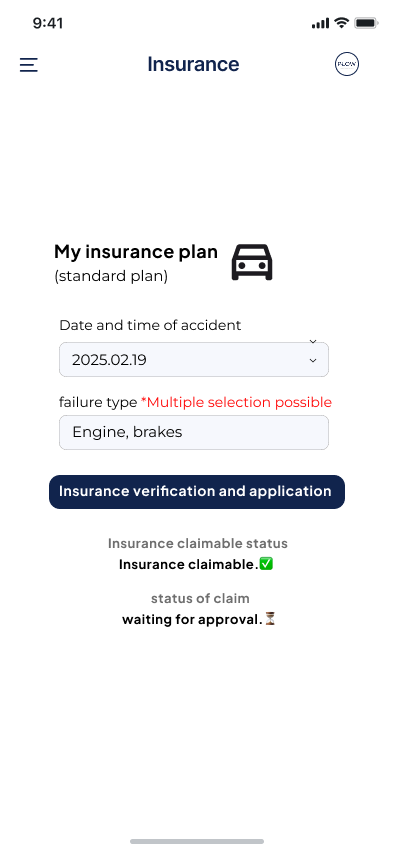 9:41
Insurance
PLOW
My insurance plan
(standard plan)
Date and time of accident
2025.02.19
failure type *Multiple selection possible
Engine, brakes
Insurance verification and application
Insurance claimable status
Insurance claimable.✅
status of claim
waiting for approval.⏳